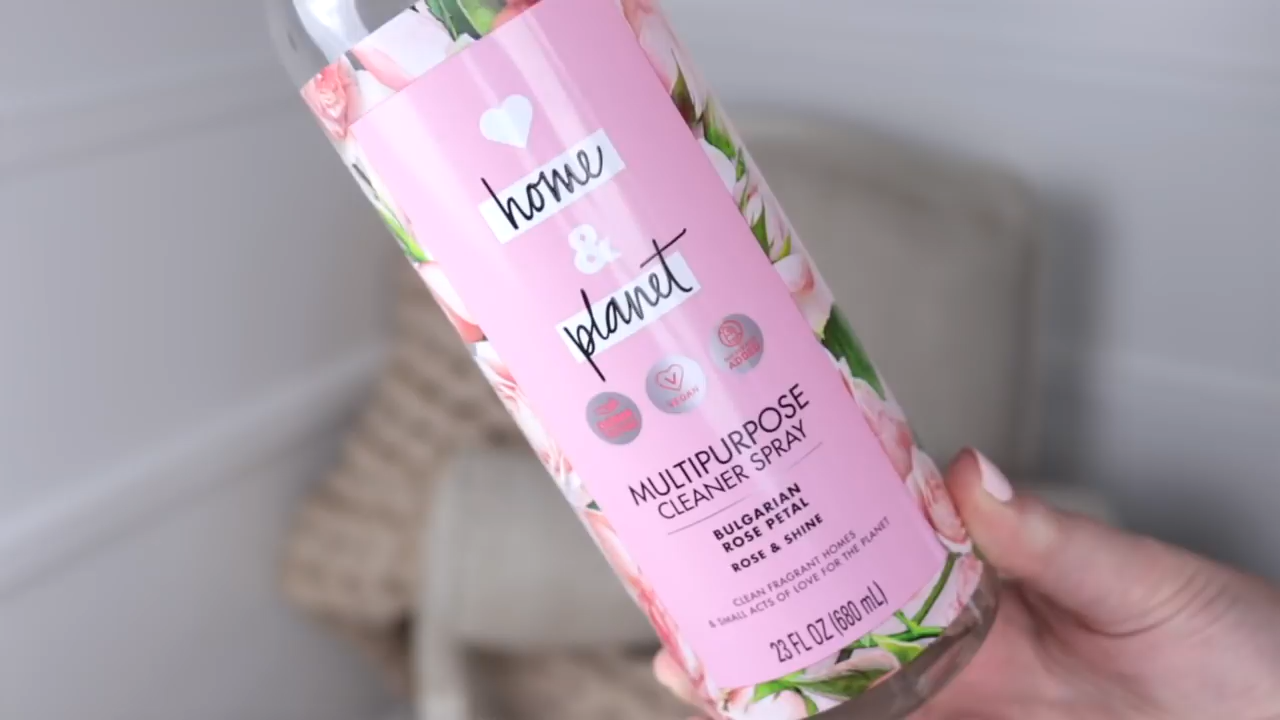 home
&
planet
VEGAN
ADDED
MULTIPURPOSE
CLEANER SPRAY
BULGARIAN
ROSE PETAL
ROSE & SHINE
CLEAN FRAGRANT HOMES
& SMALL ACTS OF LOVE FOR THE PLANET
23 FL OZ (680 mL)